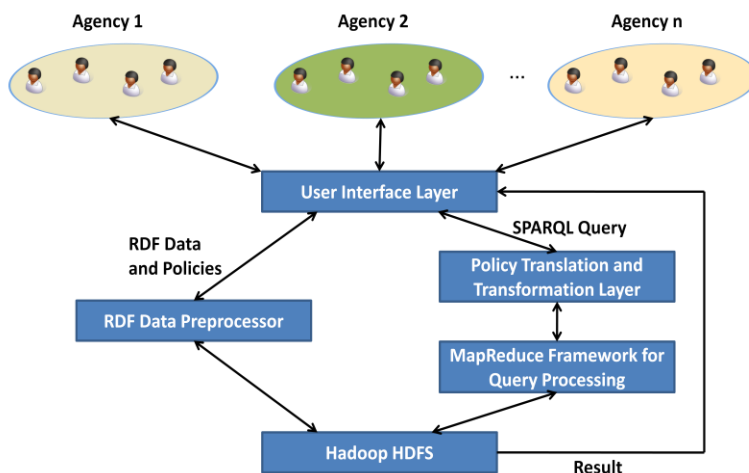 Agency 1
Agency 2
Agency n
...
User Interface Layer
RDF Data
and Policies
SPARQL Query
Policy Translation and
Transformation Layer
RDF Data Preprocessor
MapReduce Framework for
Query Processing
Hadoop HDFS
Result